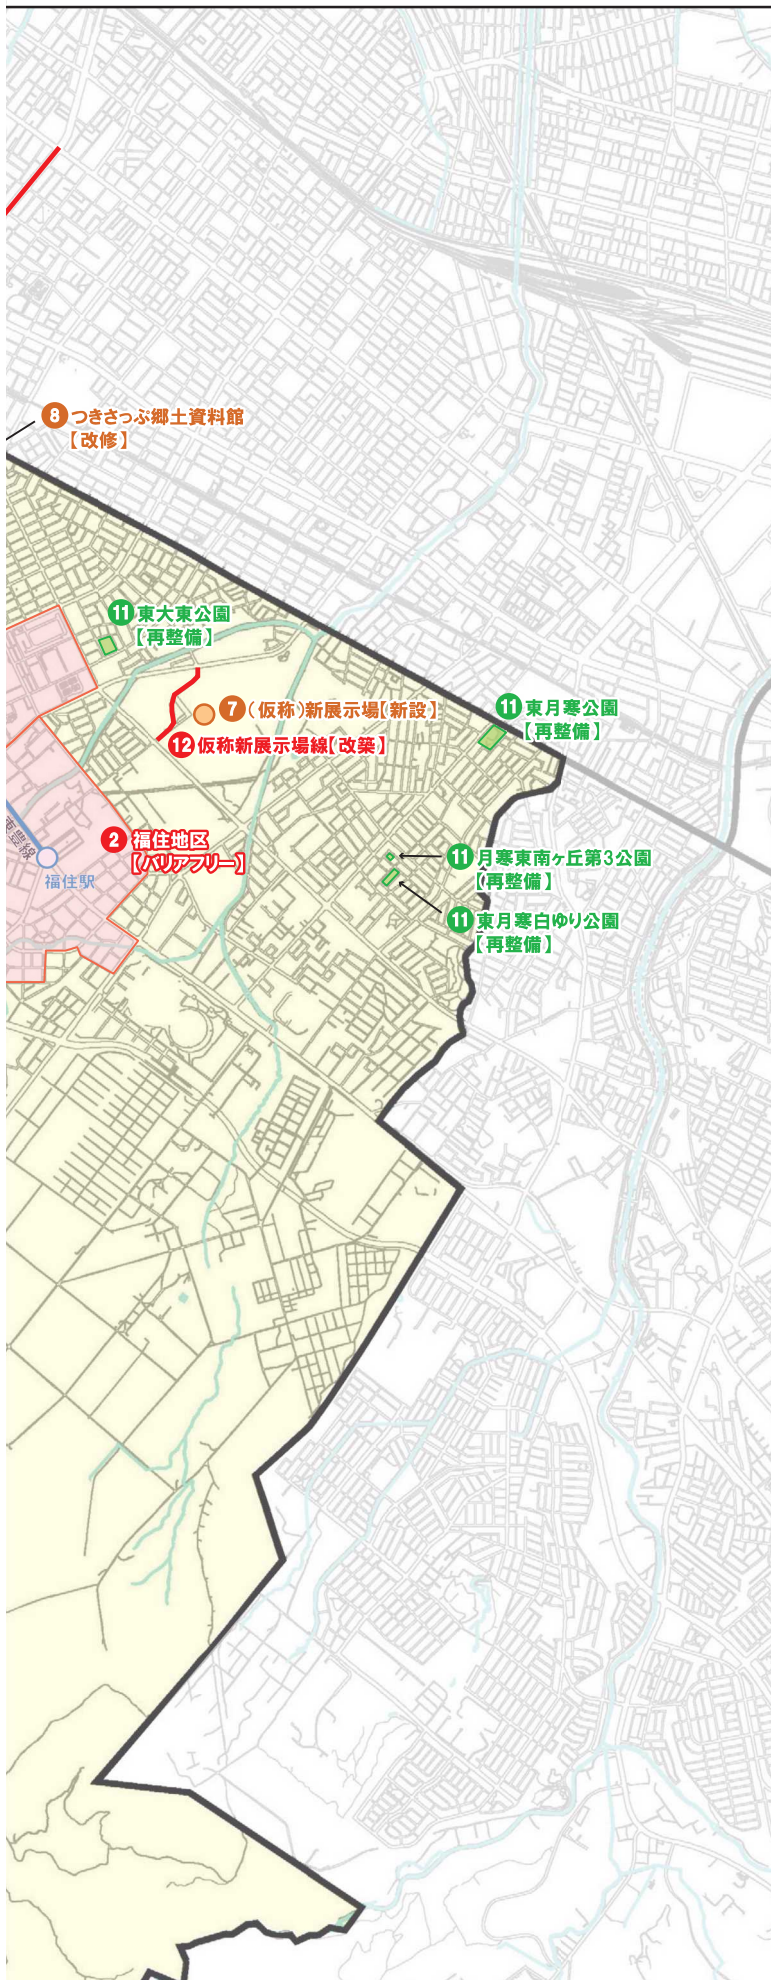 8 つきさっぷ郷土資料館
【改修】
11 東大東公園
【再整備】
7 (仮称)新展示場【新設】
11 東月寒公園
【再整備】
12 仮称新展示場線【改築】
2 福住地区
【バリアフリー】
東豊線
福住駅
11 月寒東南ヶ丘第3公園
【再整備】
11 東月寒白ゆり公園
【再整備】